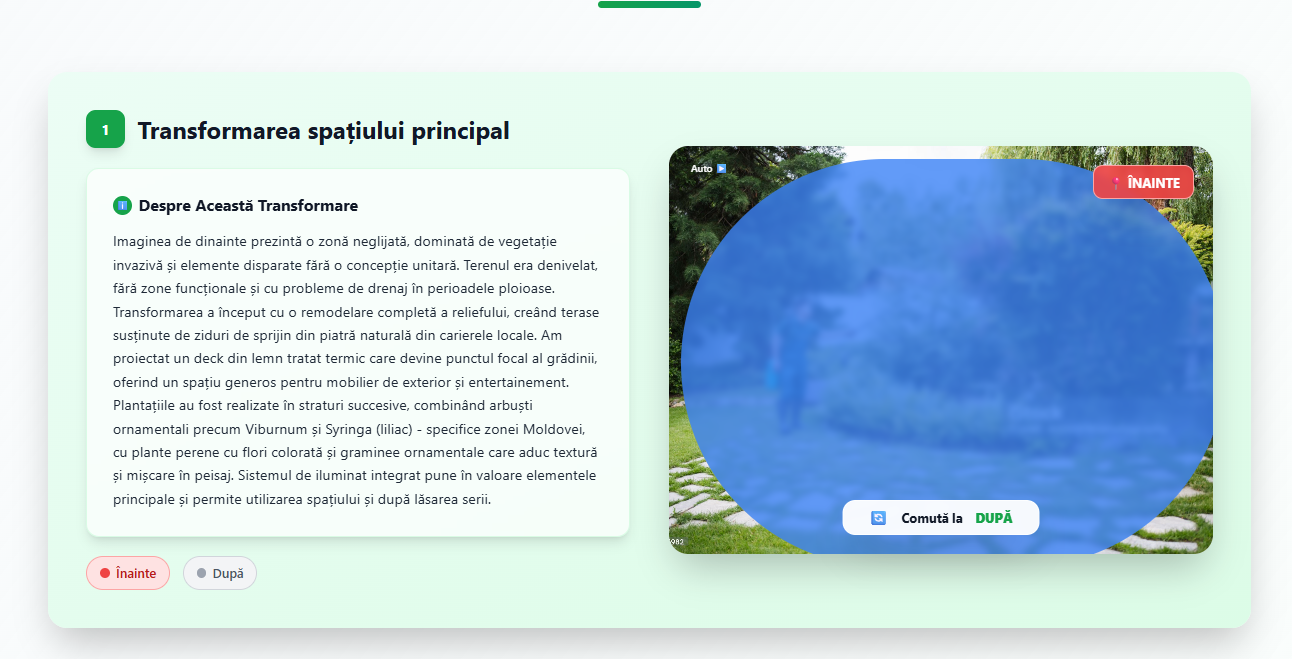 1
Transformarea spațiului principal
Despre Această Transformare
Imaginea de dinainte prezintă o zonă neglijată, dominată de vegetație
invazivă și elemente disparate fără o concepție unitară. Terenul era denivelat,
fără zone funcționale și cu probleme de drenaj în perioadele ploioase.
Transformarea a început cu o remodelare completă a reliefului, creând terase
susținute de ziduri de sprijin din piatră naturală din carierele locale. Am
proiectat un deck din lemn tratat termic care devine punctul focal al grădinii,
oferind un spațiu generos pentru mobilier de exterior și entertainement.
Plantațiile au fost realizate în straturi succesive, combinând arbuști
ornamentali precum Viburnum și Syringa (liliac) - specifice zonei Moldovei,
cu plante perene cu flori colorată și graminee ornamentale care aduc textură
și mișcare în peisaj. Sistemul de iluminat integrat pune în valoare elementele
principale și permite utilizarea spațiului și după lăsarea serii.
Înainte
După
Auto
ÎNAINTE
Comută la DUPĂ
982